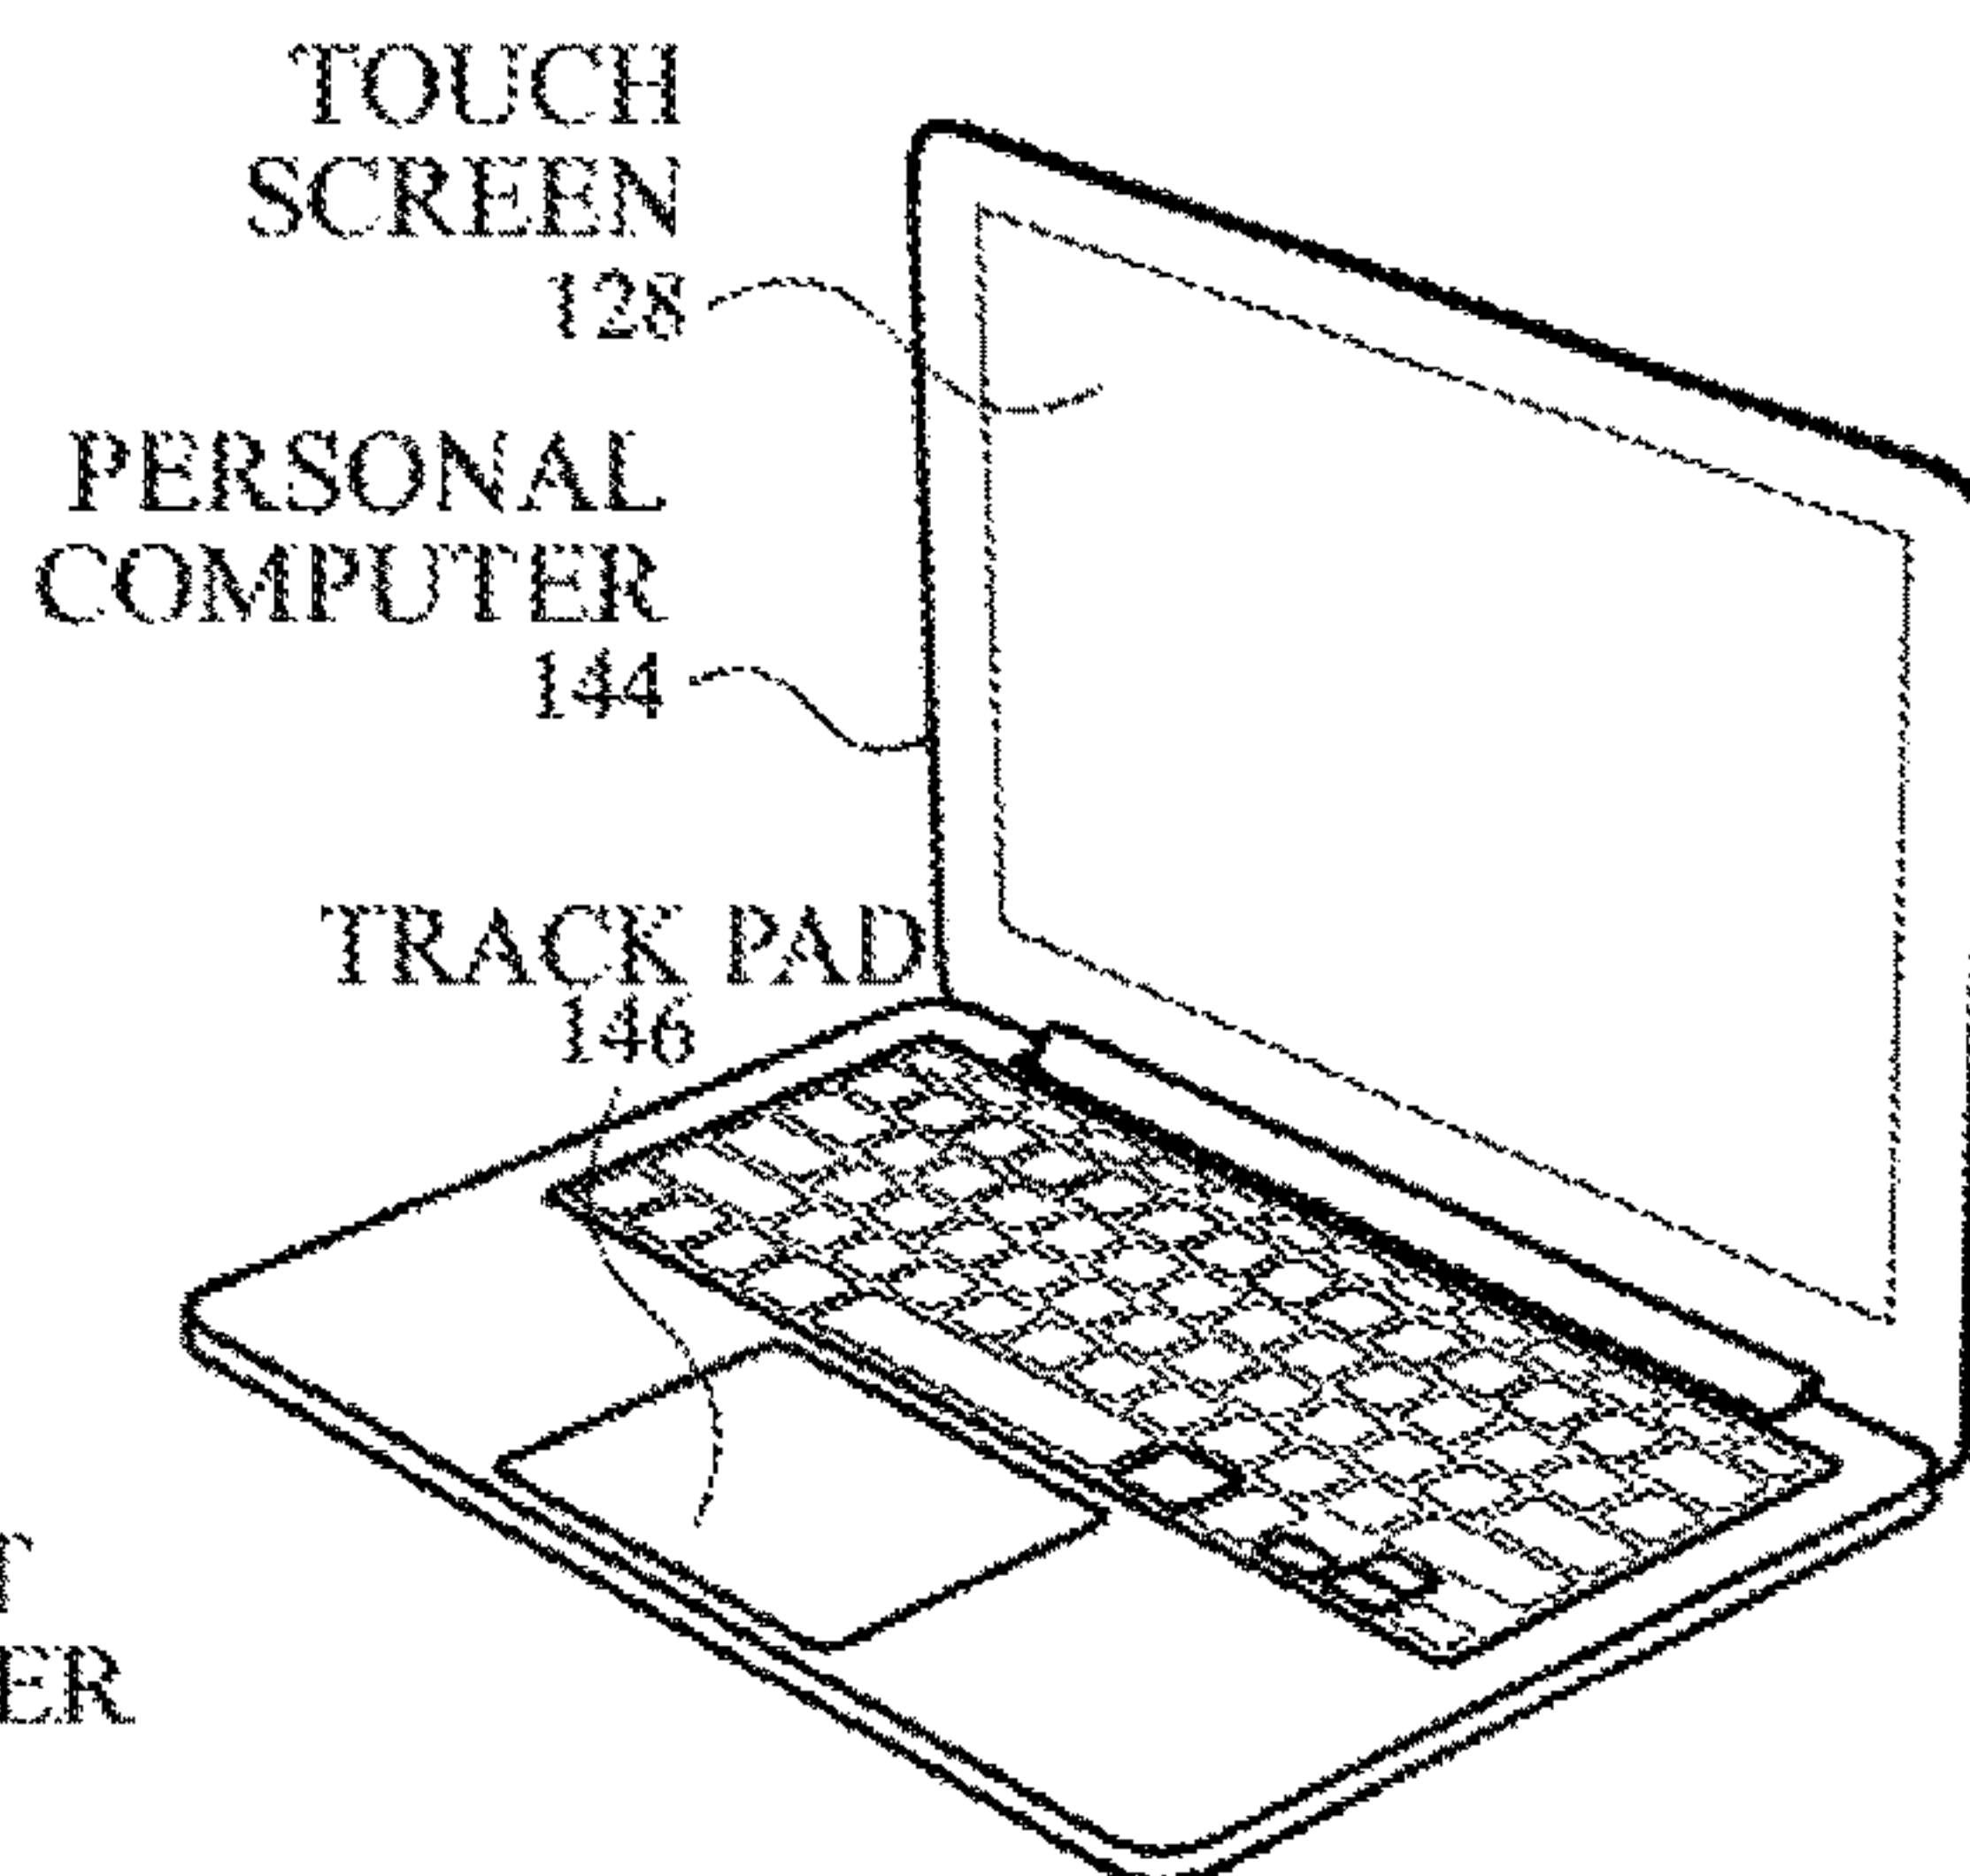 TOUCH
SCREEN
128
PERSONAL
COMPUTER
144
TRACK PAD
146
T
ER